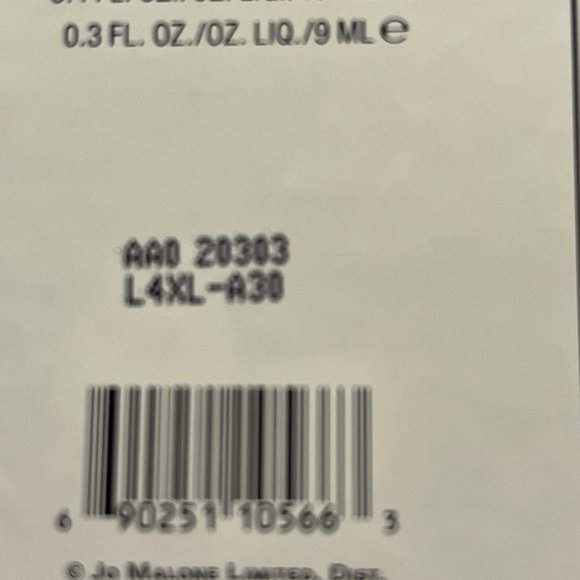 0.3 FL. OZ./OZ. LIQ./9 ML ℮
AA0 20303
L4XL-A30
6 90251 10566 3
© JO MALONE LIMITED, DIST.